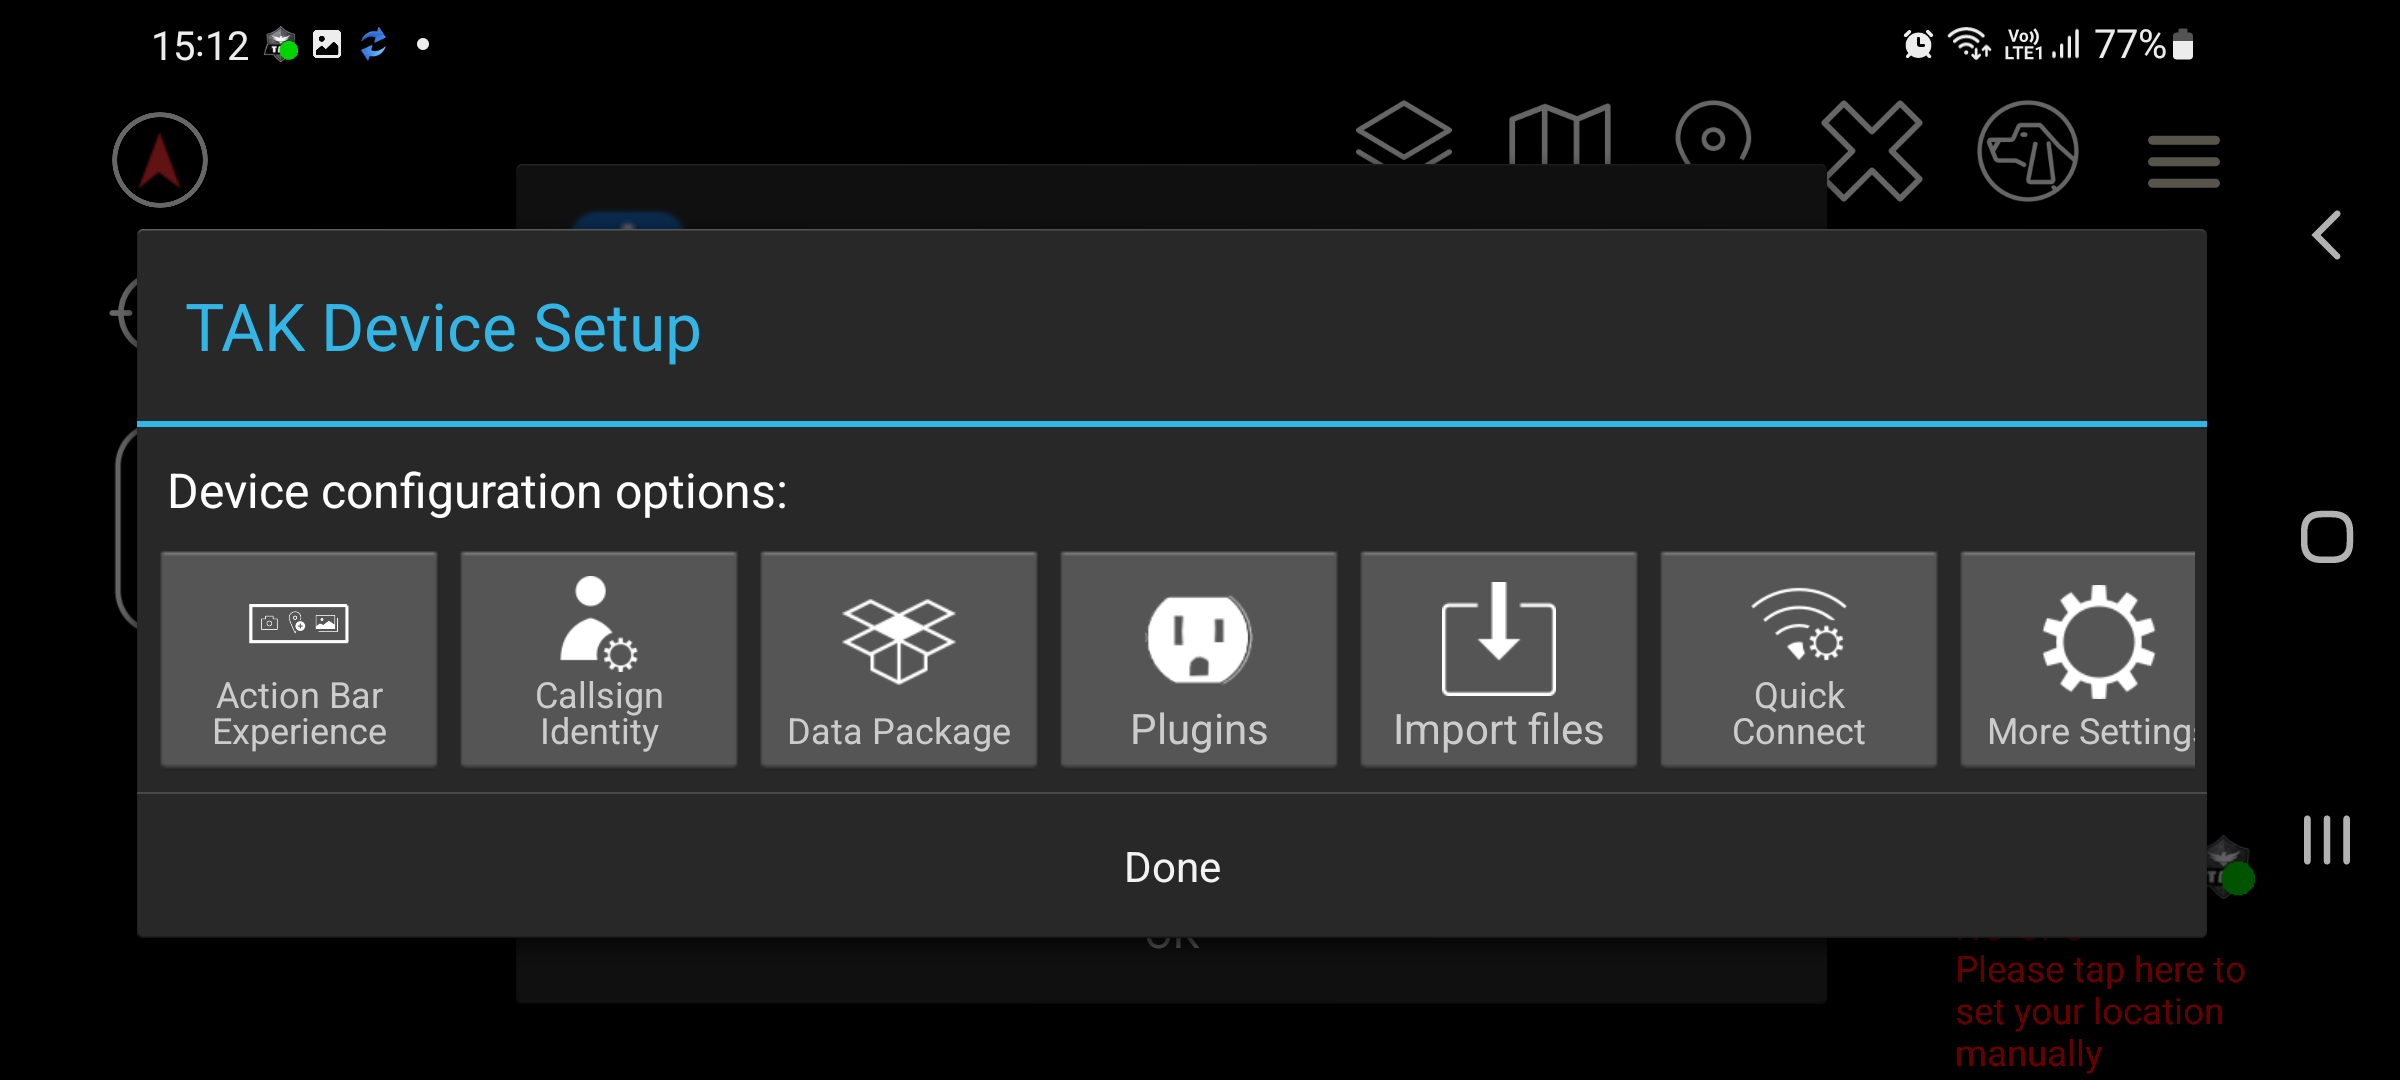 15:12
Vo)) LTE1 77%
TAK Device Setup
Device configuration options:
Action Bar Experience
Callsign Identity
Data Package
Plugins
Import files
Quick Connect
More Setting
Done
OK
Please tap here to
set your location
manually